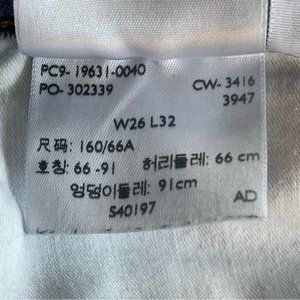 PC9- 19631-0040
PO- 302339 CW- 3416
3947
W26 L32
尺码: 160/66A
호칭: 66 -91 허리둘레: 66 cm
엉덩이둘레: 91cm
S40197 AD